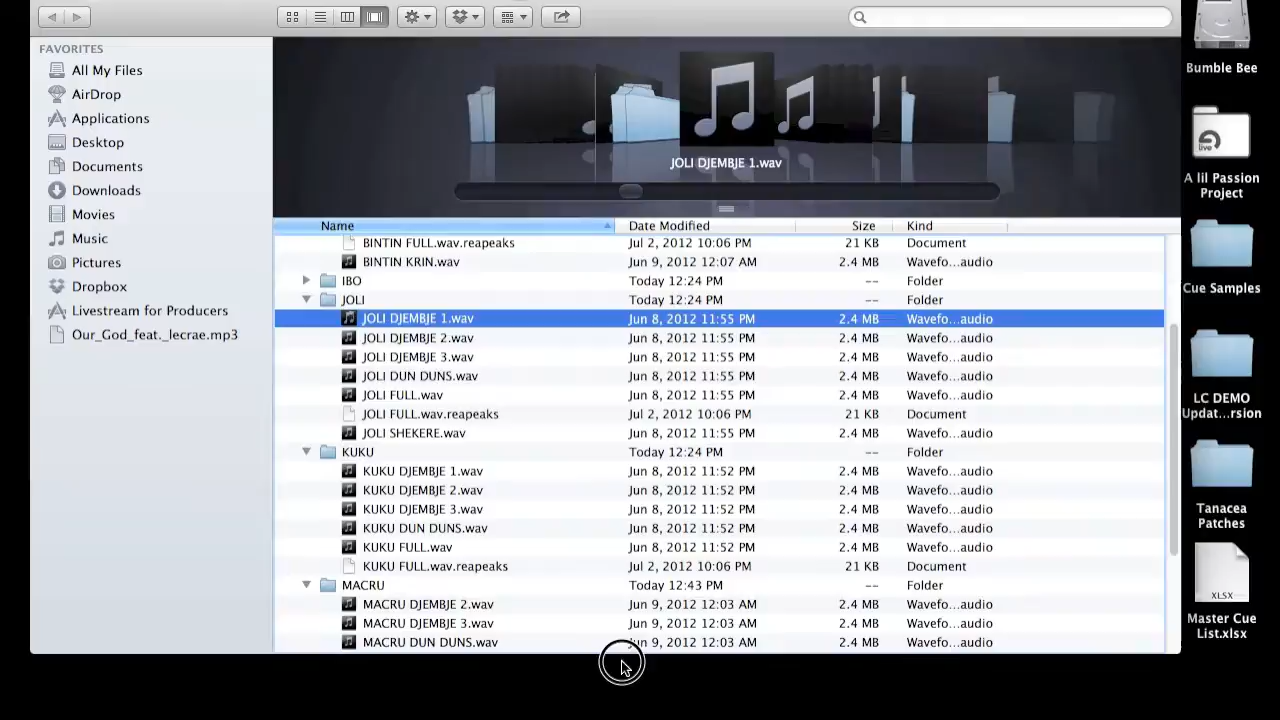 FAVORITES
All My Files
AirDrop
Applications
Desktop
Documents
Downloads
Movies
Music
Pictures
Dropbox
Livestream for Producers
Our_God_feat._lecrae.mp3
JOLI DJEMBJE 1.wav
Name Date Modified Size Kind
BINTIN FULL.wav.reapeaks Jul 2, 2012 10:06 PM 21 KB Document
BINTIN KRIN.wav Jun 9, 2012 12:07 AM 2.4 MB Wavefo...audio
IBO Today 12:24 PM -- Folder
JOLI Today 12:24 PM -- Folder
JOLI DJEMBJE 1.wav Jun 8, 2012 11:55 PM 2.4 MB Wavefo...audio
JOLI DJEMBJE 2.wav Jun 8, 2012 11:55 PM 2.4 MB Wavefo...audio
JOLI DJEMBJE 3.wav Jun 8, 2012 11:55 PM 2.4 MB Wavefo...audio
JOLI DUN DUNS.wav Jun 8, 2012 11:55 PM 2.4 MB Wavefo...audio
JOLI FULL.wav Jun 8, 2012 11:55 PM 2.4 MB Wavefo...audio
JOLI FULL.wav.reapeaks Jul 2, 2012 10:06 PM 21 KB Document
JOLI SHEKERE.wav Jun 8, 2012 11:55 PM 2.4 MB Wavefo...audio
KUKU Today 12:24 PM -- Folder
KUKU DJEMBJE 1.wav Jun 8, 2012 11:52 PM 2.4 MB Wavefo...audio
KUKU DJEMBJE 2.wav Jun 8, 2012 11:52 PM 2.4 MB Wavefo...audio
KUKU DJEMBJE 3.wav Jun 8, 2012 11:52 PM 2.4 MB Wavefo...audio
KUKU DUN DUNS.wav Jun 8, 2012 11:52 PM 2.4 MB Wavefo...audio
KUKU FULL.wav Jun 8, 2012 11:52 PM 2.4 MB Wavefo...audio
KUKU FULL.wav.reapeaks Jul 2, 2012 10:06 PM 21 KB Document
MACRU Today 12:43 PM -- Folder
MACRU DJEMBJE 2.wav Jun 9, 2012 12:03 AM 2.4 MB Wavefo...audio
MACRU DJEMBJE 3.wav Jun 9, 2012 12:03 AM 2.4 MB Wavefo...audio
MACRU DUN DUNS.wav Jun 9, 2012 12:03 AM 2.4 MB Wavefo...audio
Bumble Bee
live
A lil Passion
Project
Cue Samples
LC DEMO
Updat...rsion
Tanacea
Patches
XLSX
Master Cue
List.xlsx